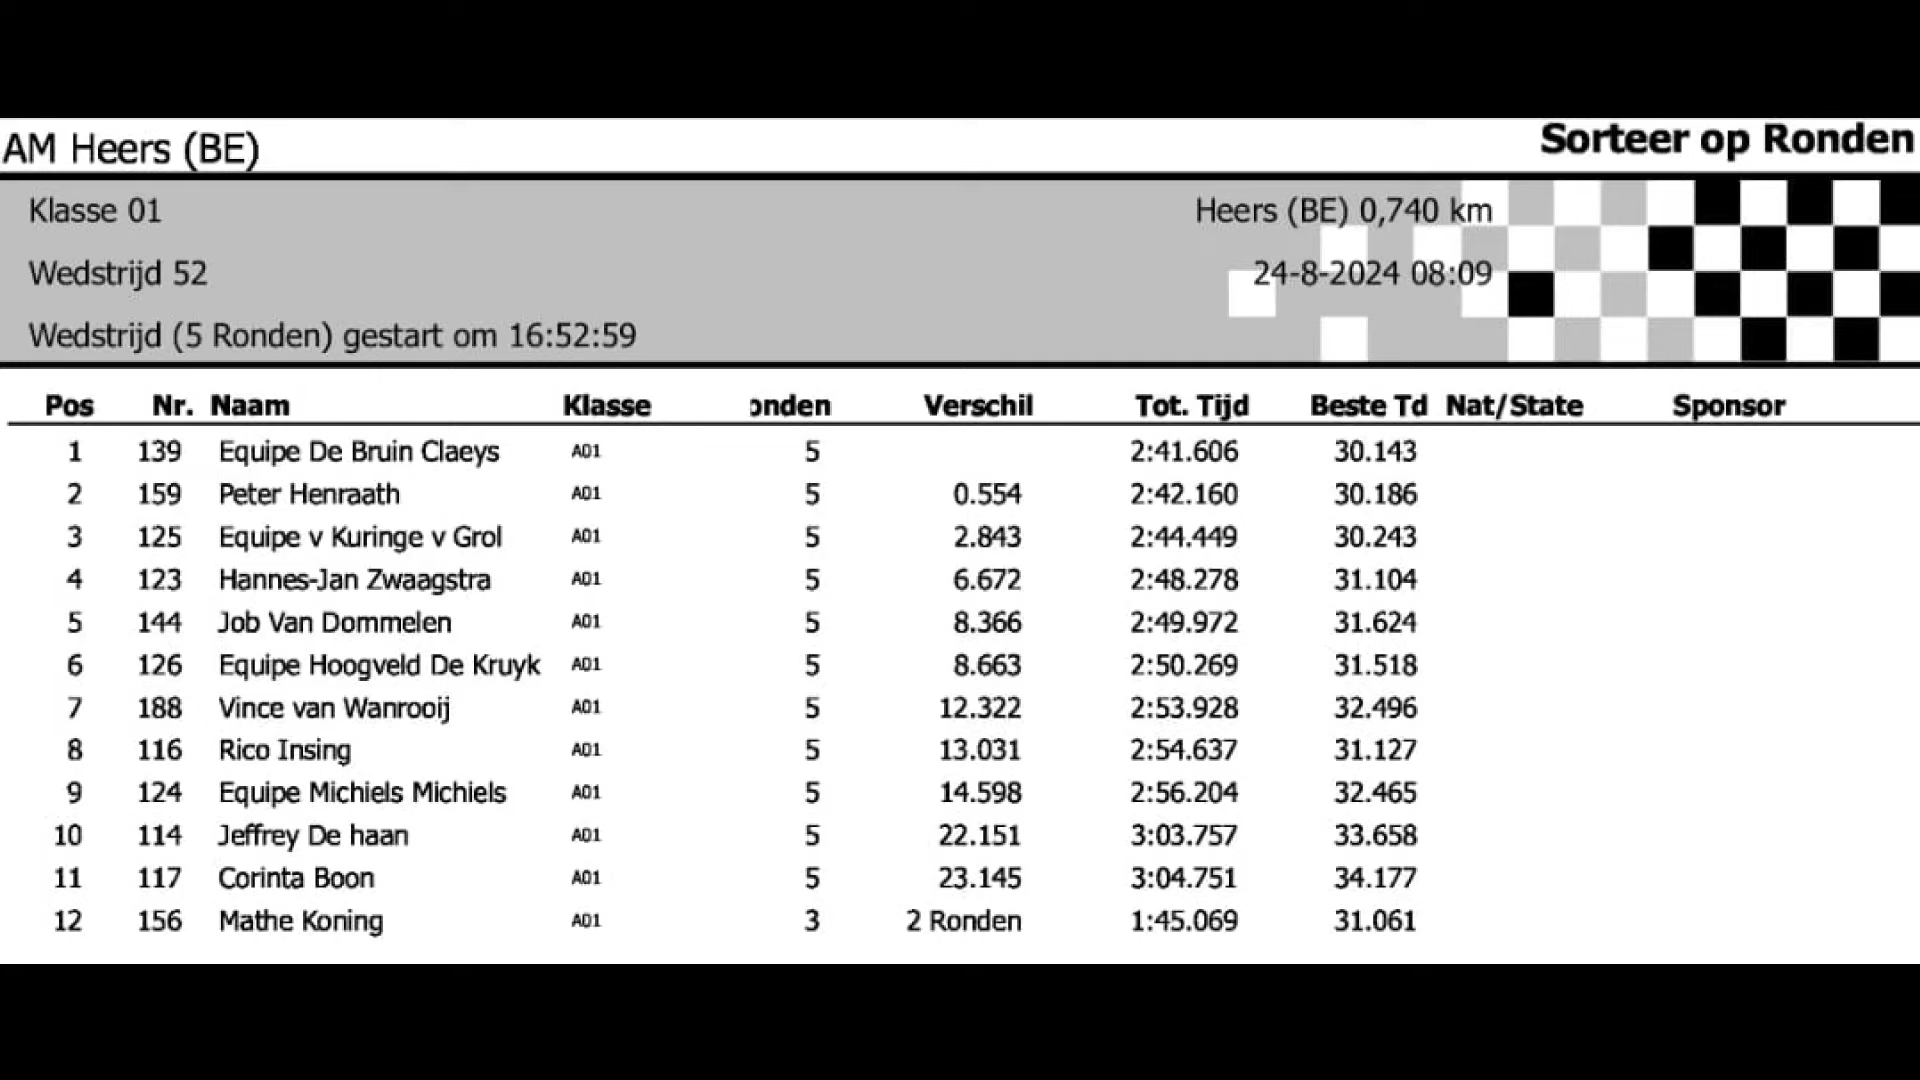 AM Heers (BE)
Sorteer op Ronden
Klasse 01
Heers (BE) 0,740 km
Wedstrijd 52
24-8-2024 08:09
Wedstrijd (5 Ronden) gestart om 16:52:59
Pos Nr. Naam Klasse onden Verschil Tot. Tijd Beste Td Nat/State Sponsor
1 139 Equipe De Bruin Claeys A01 5 2:41.606 30.143
2 159 Peter Henraath A01 5 0.554 2:42.160 30.186
3 125 Equipe v Kuringe v Grol A01 5 2.843 2:44.449 30.243
4 123 Hannes-Jan Zwaagstra A01 5 6.672 2:48.278 31.104
5 144 Job Van Dommelen A01 5 8.366 2:49.972 31.624
6 126 Equipe Hoogveld De Kruyk A01 5 8.663 2:50.269 31.518
7 188 Vince van Wanrooij A01 5 12.322 2:53.928 32.496
8 116 Rico Insing A01 5 13.031 2:54.637 31.127
9 124 Equipe Michiels Michiels A01 5 14.598 2:56.204 32.465
10 114 Jeffrey De haan A01 5 22.151 3:03.757 33.658
11 117 Corinta Boon A01 5 23.145 3:04.751 34.177
12 156 Mathe Koning A01 3 2 Ronden 1:45.069 31.061